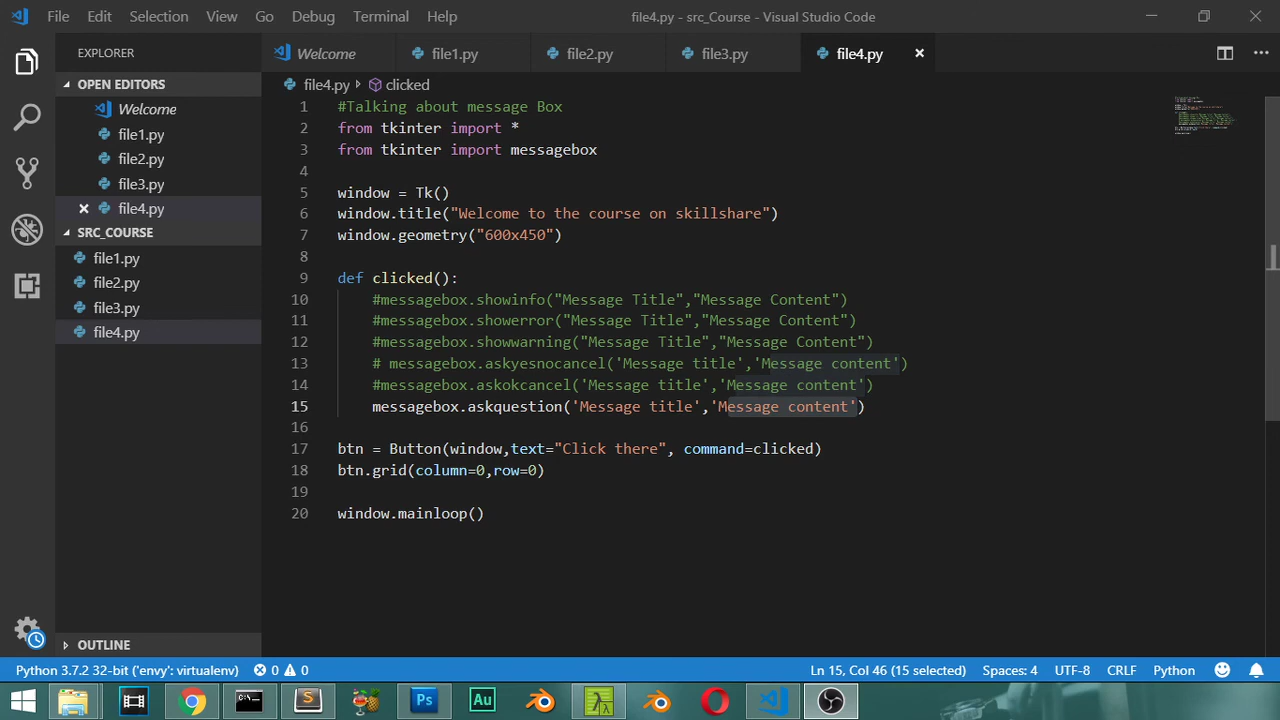 File Edit Selection View Go Debug Terminal Help file4.py - src_Course - Visual Studio Code
EXPLORER
OPEN EDITORS
Welcome
file1.py
file2.py
file3.py
file4.py
SRC_COURSE
file1.py
file2.py
file3.py
file4.py
OUTLINE
Welcome file1.py file2.py file3.py file4.py
file4.py clicked
1 #Talking about message Box
2 from tkinter import *
3 from tkinter import messagebox
4
5 window = Tk()
6 window.title("Welcome to the course on skillshare")
7 window.geometry("600x450")
8
9 def clicked():
10 #messagebox.showinfo("Message Title","Message Content")
11 #messagebox.showerror("Message Title","Message Content")
12 #messagebox.showwarning("Message Title","Message Content")
13 # messagebox.askyesnocancel('Message title','Message content')
14 #messagebox.askokcancel('Message title','Message content')
15 messagebox.askquestion('Message title','Message content')
16
17 btn = Button(window,text="Click there", command=clicked)
18 btn.grid(column=0,row=0)
19
20 window.mainloop()
Python 3.7.2 32-bit ('envy': virtualenv) 0 0 Ln 15, Col 46 (15 selected) Spaces: 4 UTF-8 CRLF Python
Ps Au